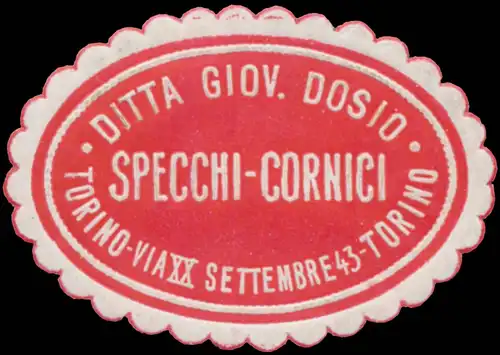 • DITTA GIOV. DOSIO •
SPECCHI-CORNICI
TORINO-VIA XX SETTEMBRE 43-TORINO